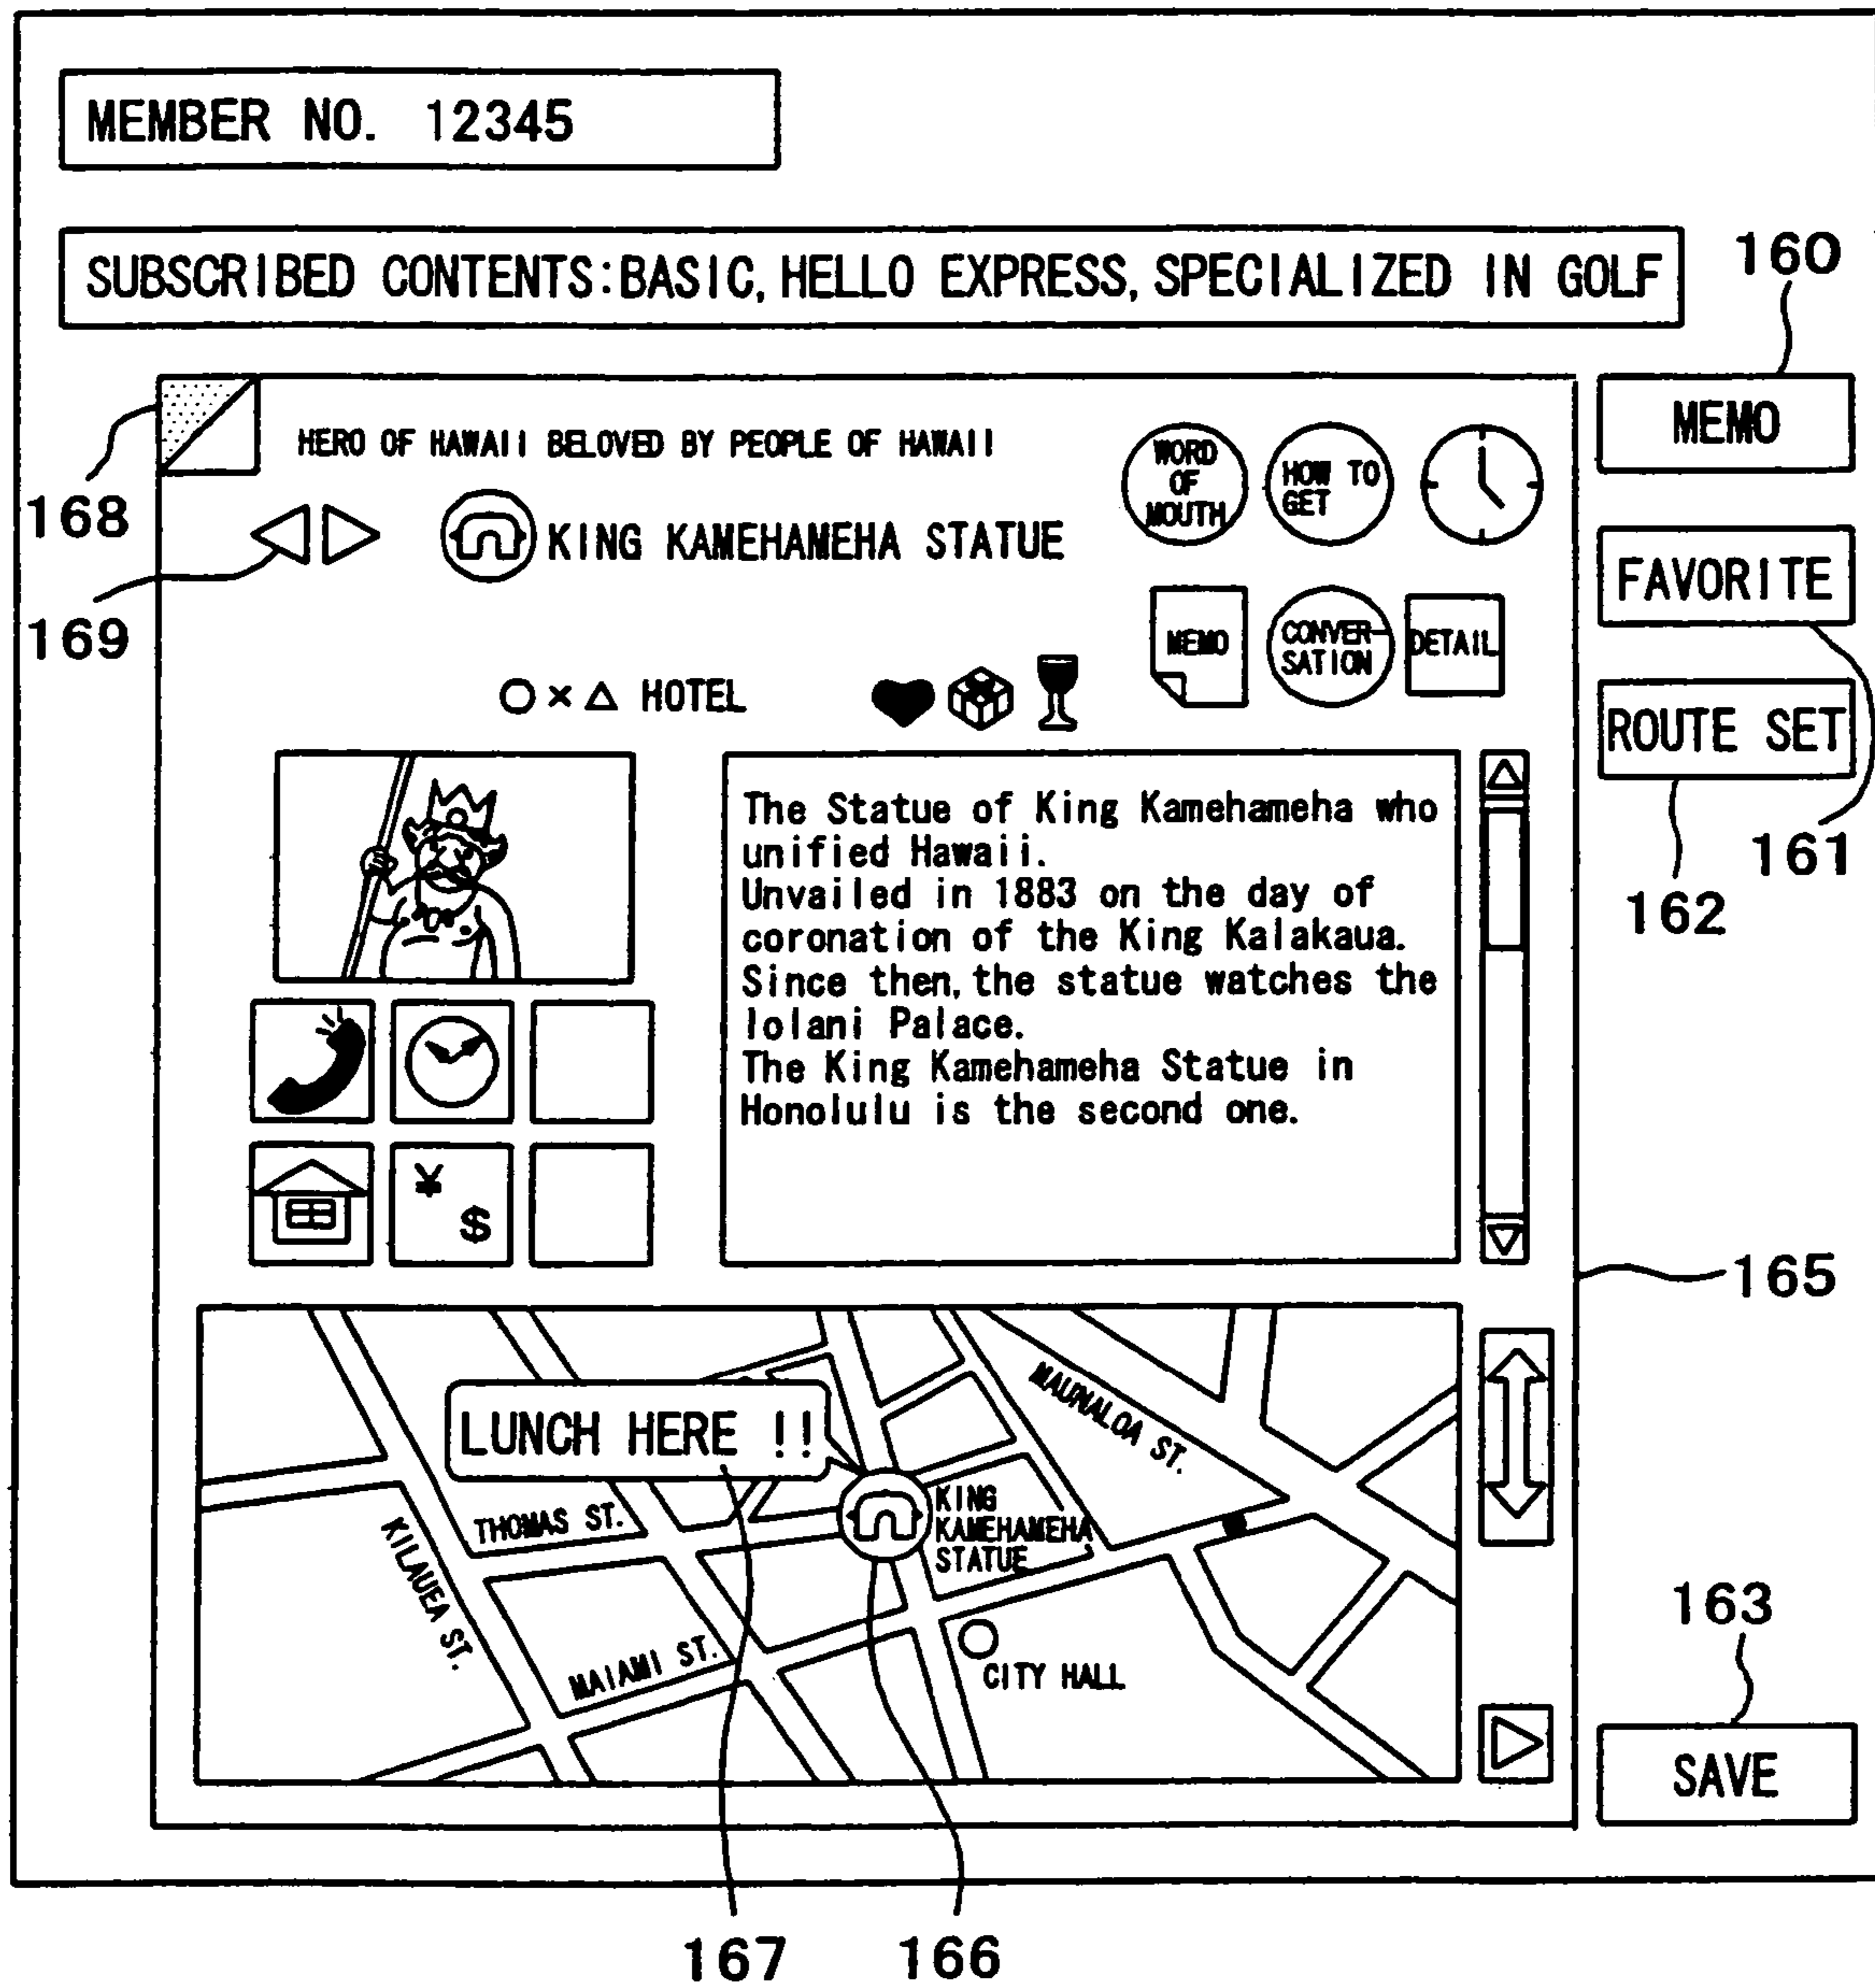 MEMBER NO. 12345
SUBSCRIBED CONTENTS:BASIC, HELLO EXPRESS, SPECIALIZED IN GOLF
160
MEMO
168
HERO OF HAWAII BELOVED BY PEOPLE OF HAWAII
WORD
OF
MOUTH
HOW TO
GET
KING KAMEHAMEHA STATUE
FAVORITE
169
MEMO
CONVER-
SATION
DETAIL
○×△ HOTEL
ROUTE SET
161
162
The Statue of King Kamehameha who
unified Hawaii.
Unvailed in 1883 on the day of
coronation of the King Kalakaua.
Since then, the statue watches the
Iolani Palace.
The King Kamehameha Statue in
Honolulu is the second one.
¥
$
165
MAUNALOA ST.
LUNCH HERE !!
THOMAS ST.
KING
KAMEHAMEHA
STATUE
KILAUEA ST.
MAIAMI ST.
CITY HALL
163
SAVE
167
166